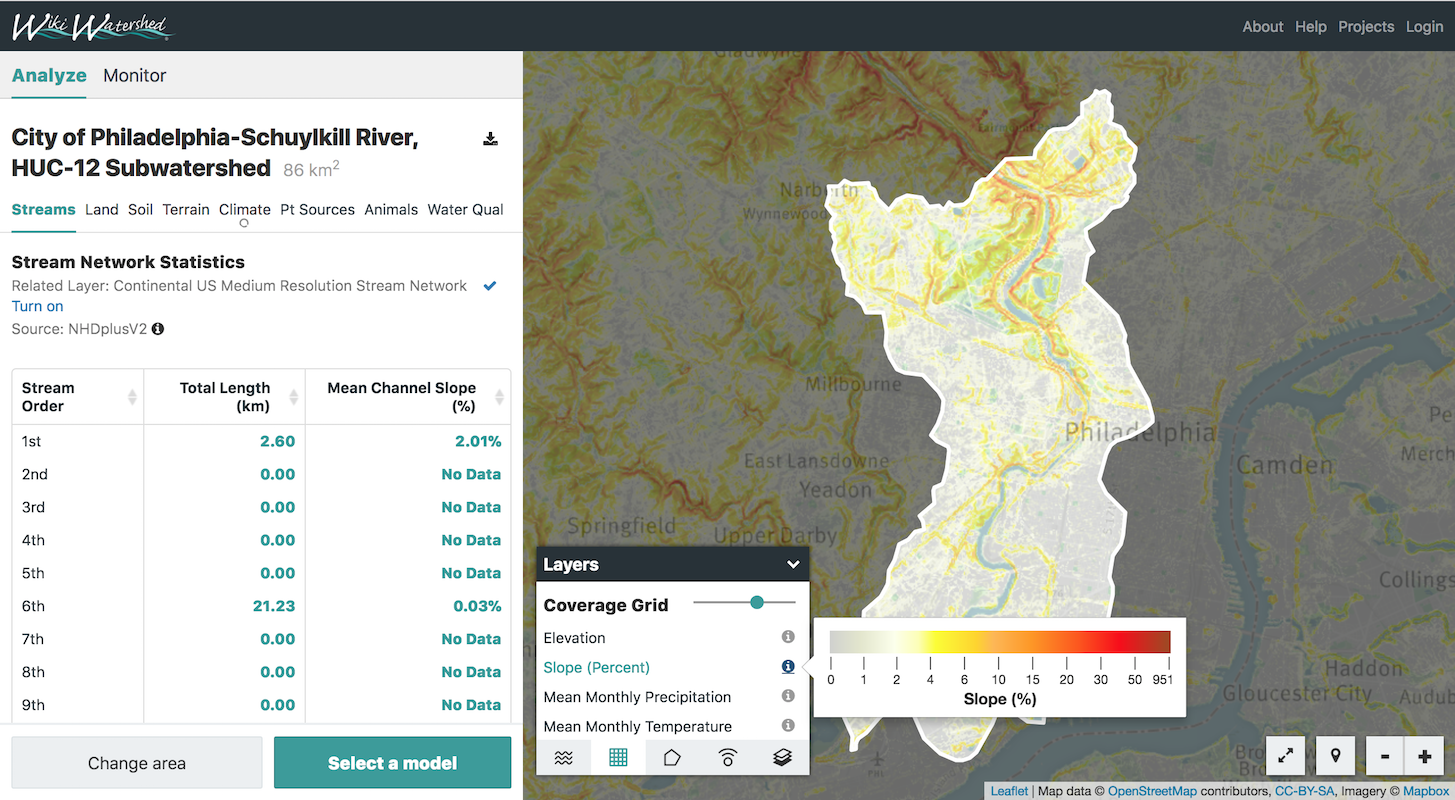 Wiki Watershed
About Help Projects Login
Analyze Monitor
City of Philadelphia-Schuylkill River,
HUC-12 Subwatershed 86 km²
Streams Land Soil Terrain Climate Pt Sources Animals Water Qual
Stream Network Statistics
Related Layer: Continental US Medium Resolution Stream Network
Turn on
Source: NHDplusV2
Stream Order Total Length (km) Mean Channel Slope (%)
1st 2.60 2.01%
2nd 0.00 No Data
3rd 0.00 No Data
4th 0.00 No Data
5th 0.00 No Data
6th 21.23 0.03%
7th 0.00 No Data
8th 0.00 No Data
9th 0.00 No Data
Change area Select a model
Gladwyne
Narberth
Wynnewood
Millbourne
Philadelphia
East Lansdowne
Yeadon
Springfield
Upper Darby
Camden
Pe
Merch
Collings
Haddon
Gloucester City
Audub
Layers
Coverage Grid
Elevation
Slope (Percent)
Mean Monthly Precipitation
Mean Monthly Temperature
0 1 2 4 6 10 15 20 30 50 951
Slope (%)
PHL
Leaflet | Map data © OpenStreetMap contributors, CC-BY-SA, Imagery © Mapbox